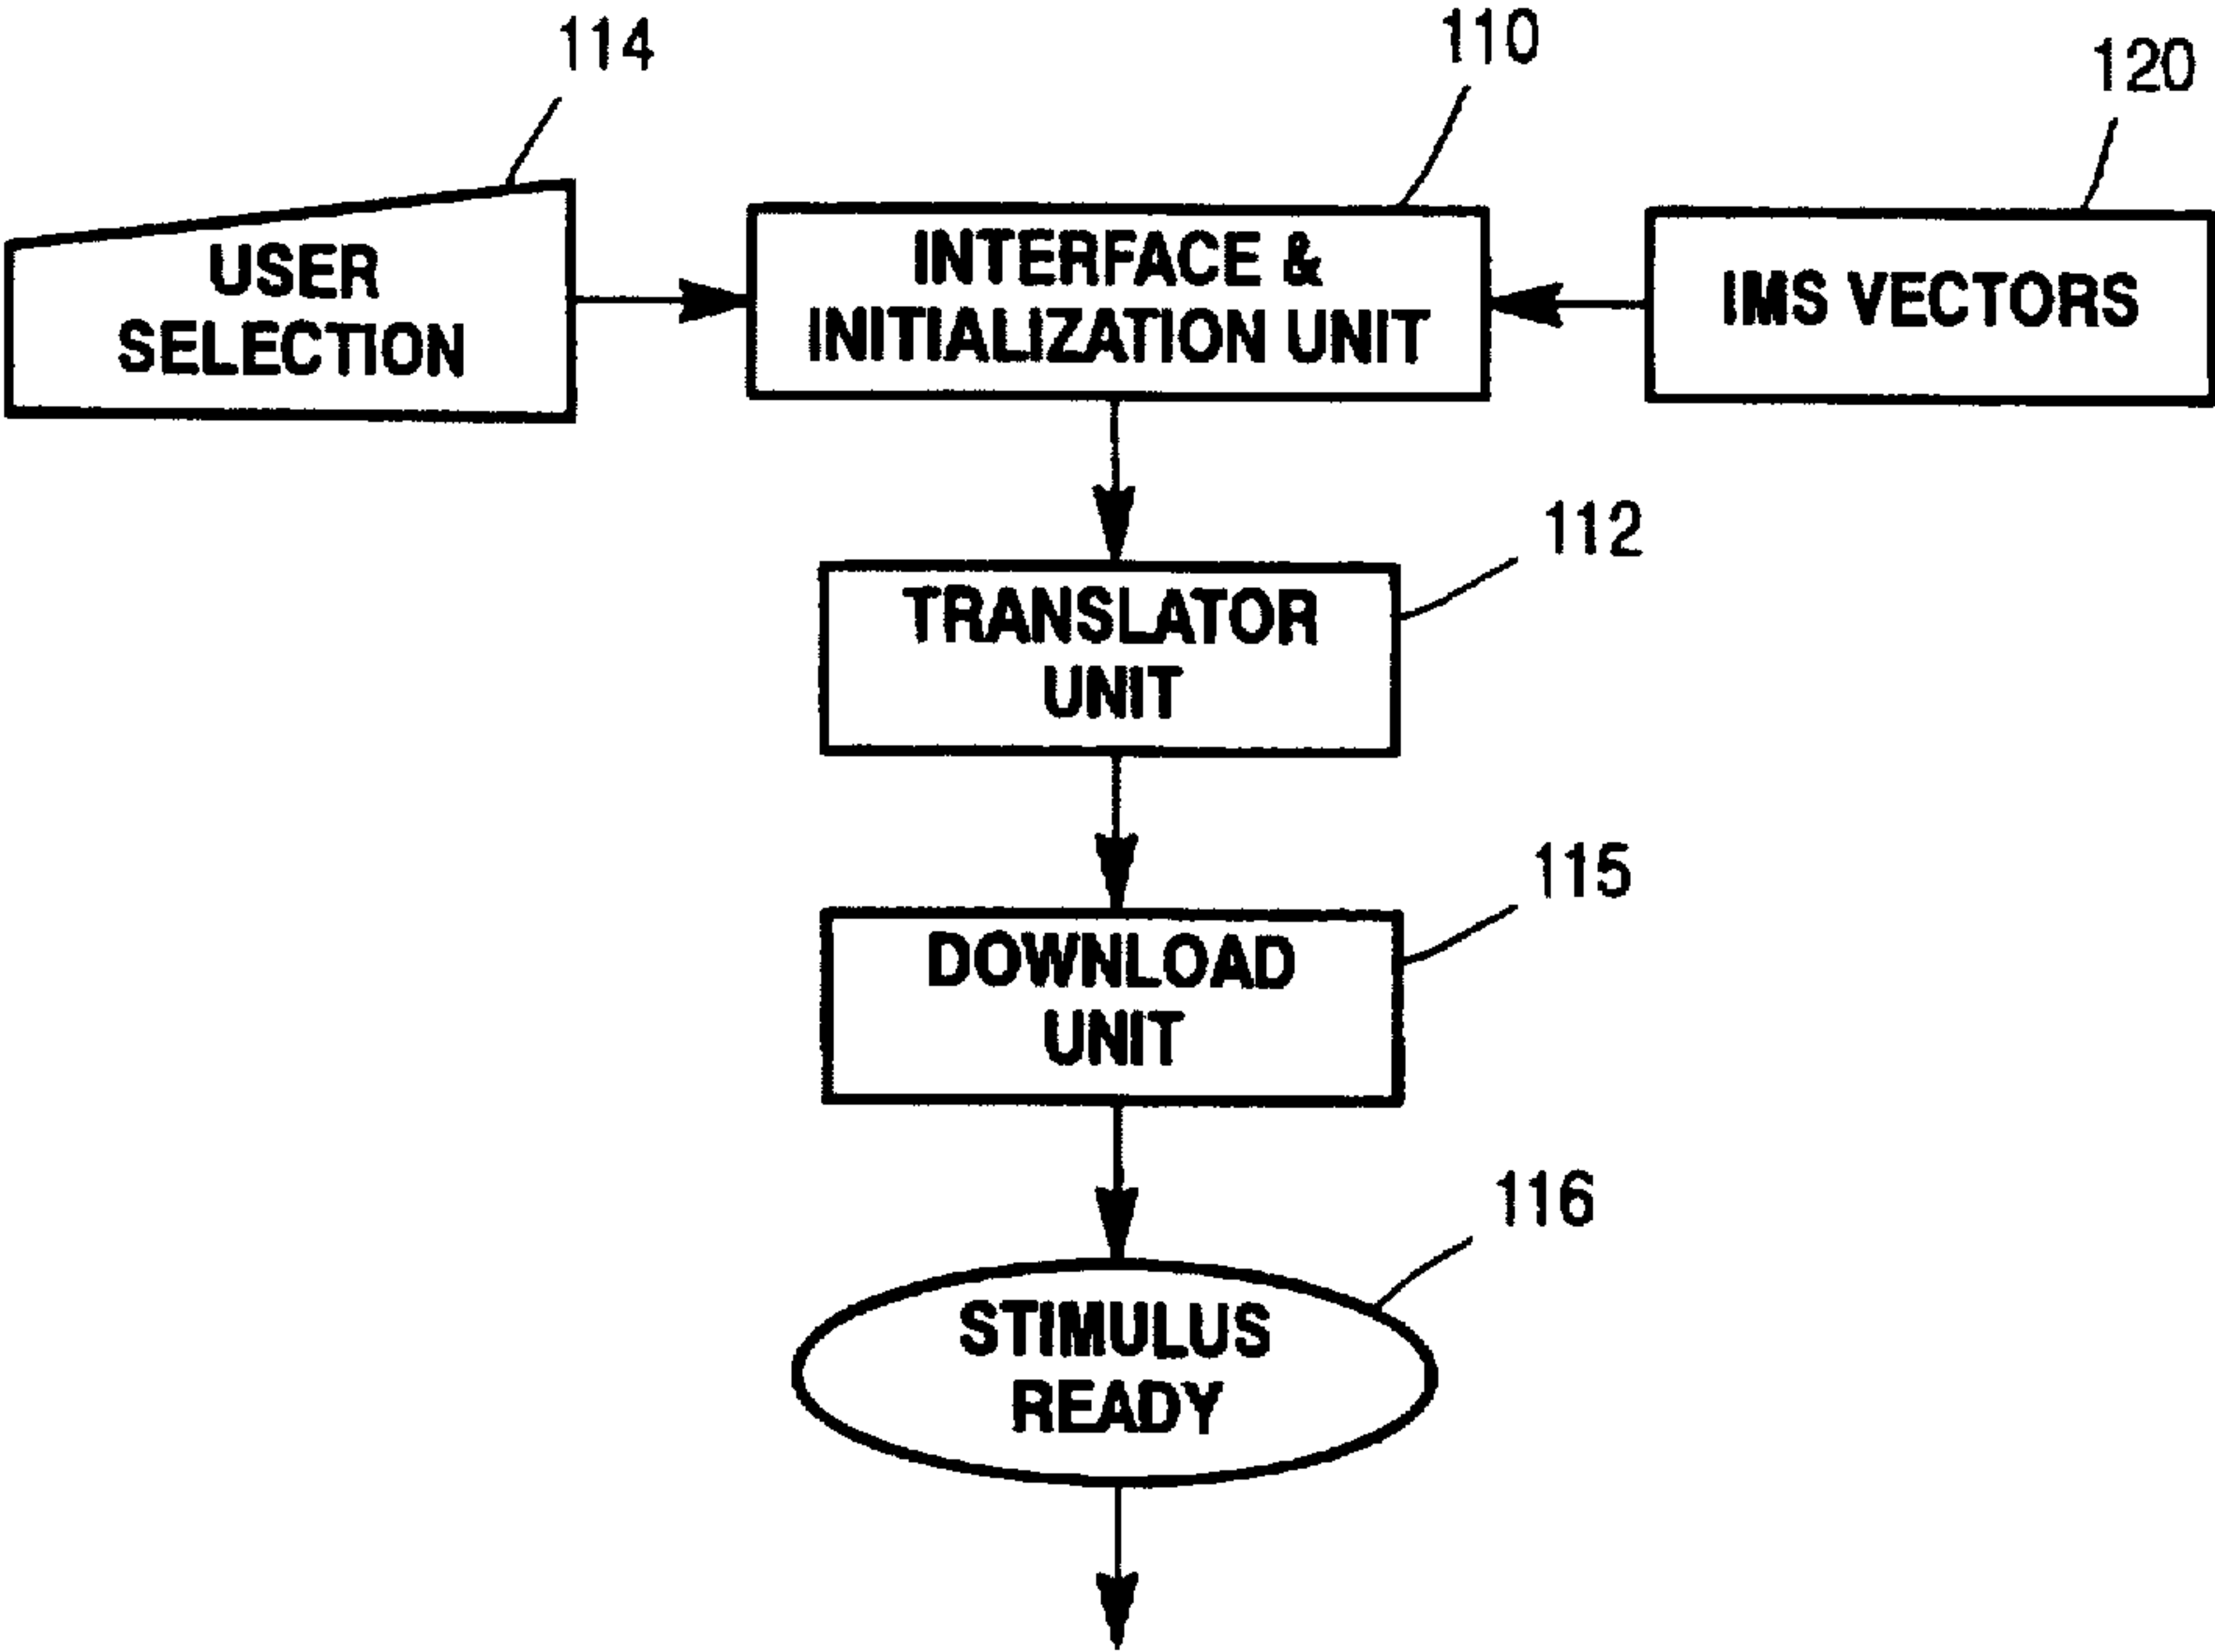 114
110
120
USER
SELECTION
INTERFACE &
INITIALIZATION UNIT
IMS VECTORS
112
TRANSLATOR
UNIT
115
DOWNLOAD
UNIT
116
STIMULUS
READY